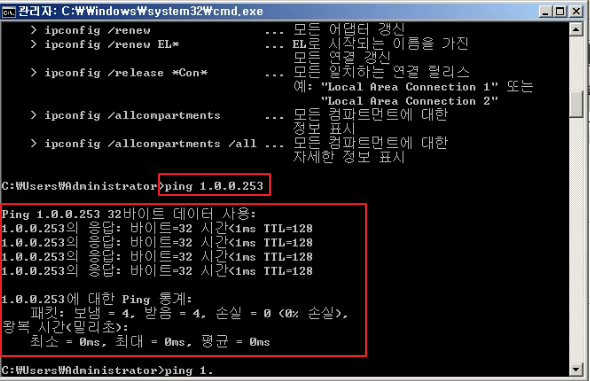 관리자: C:₩Windows₩system32₩cmd.exe
> ipconfig /renew ... 모든 어댑터 갱신
> ipconfig /renew EL* ... EL로 시작되는 이름을 가진
모든 연결 갱신
> ipconfig /release *Con* ... 모든 일치하는 연결 릴리스
예: "Local Area Connection 1" 또는
"Local Area Connection 2"
> ipconfig /allcompartments ... 모든 컴파트먼트에 대한
정보 표시
> ipconfig /allcompartments /all ... 모든 컴파트먼트에 대한
자세한 정보 표시
C:₩Users₩Administrator>ping 1.0.0.253
Ping 1.0.0.253 32바이트 데이터 사용:
1.0.0.253의 응답: 바이트=32 시간<1ms TTL=128
1.0.0.253의 응답: 바이트=32 시간<1ms TTL=128
1.0.0.253의 응답: 바이트=32 시간<1ms TTL=128
1.0.0.253의 응답: 바이트=32 시간<1ms TTL=128
1.0.0.253에 대한 Ping 통계:
패킷: 보냄 = 4, 받음 = 4, 손실 = 0 (0% 손실),
왕복 시간(밀리초):
최소 = 0ms, 최대 = 0ms, 평균 = 0ms
C:₩Users₩Administrator>ping 1.